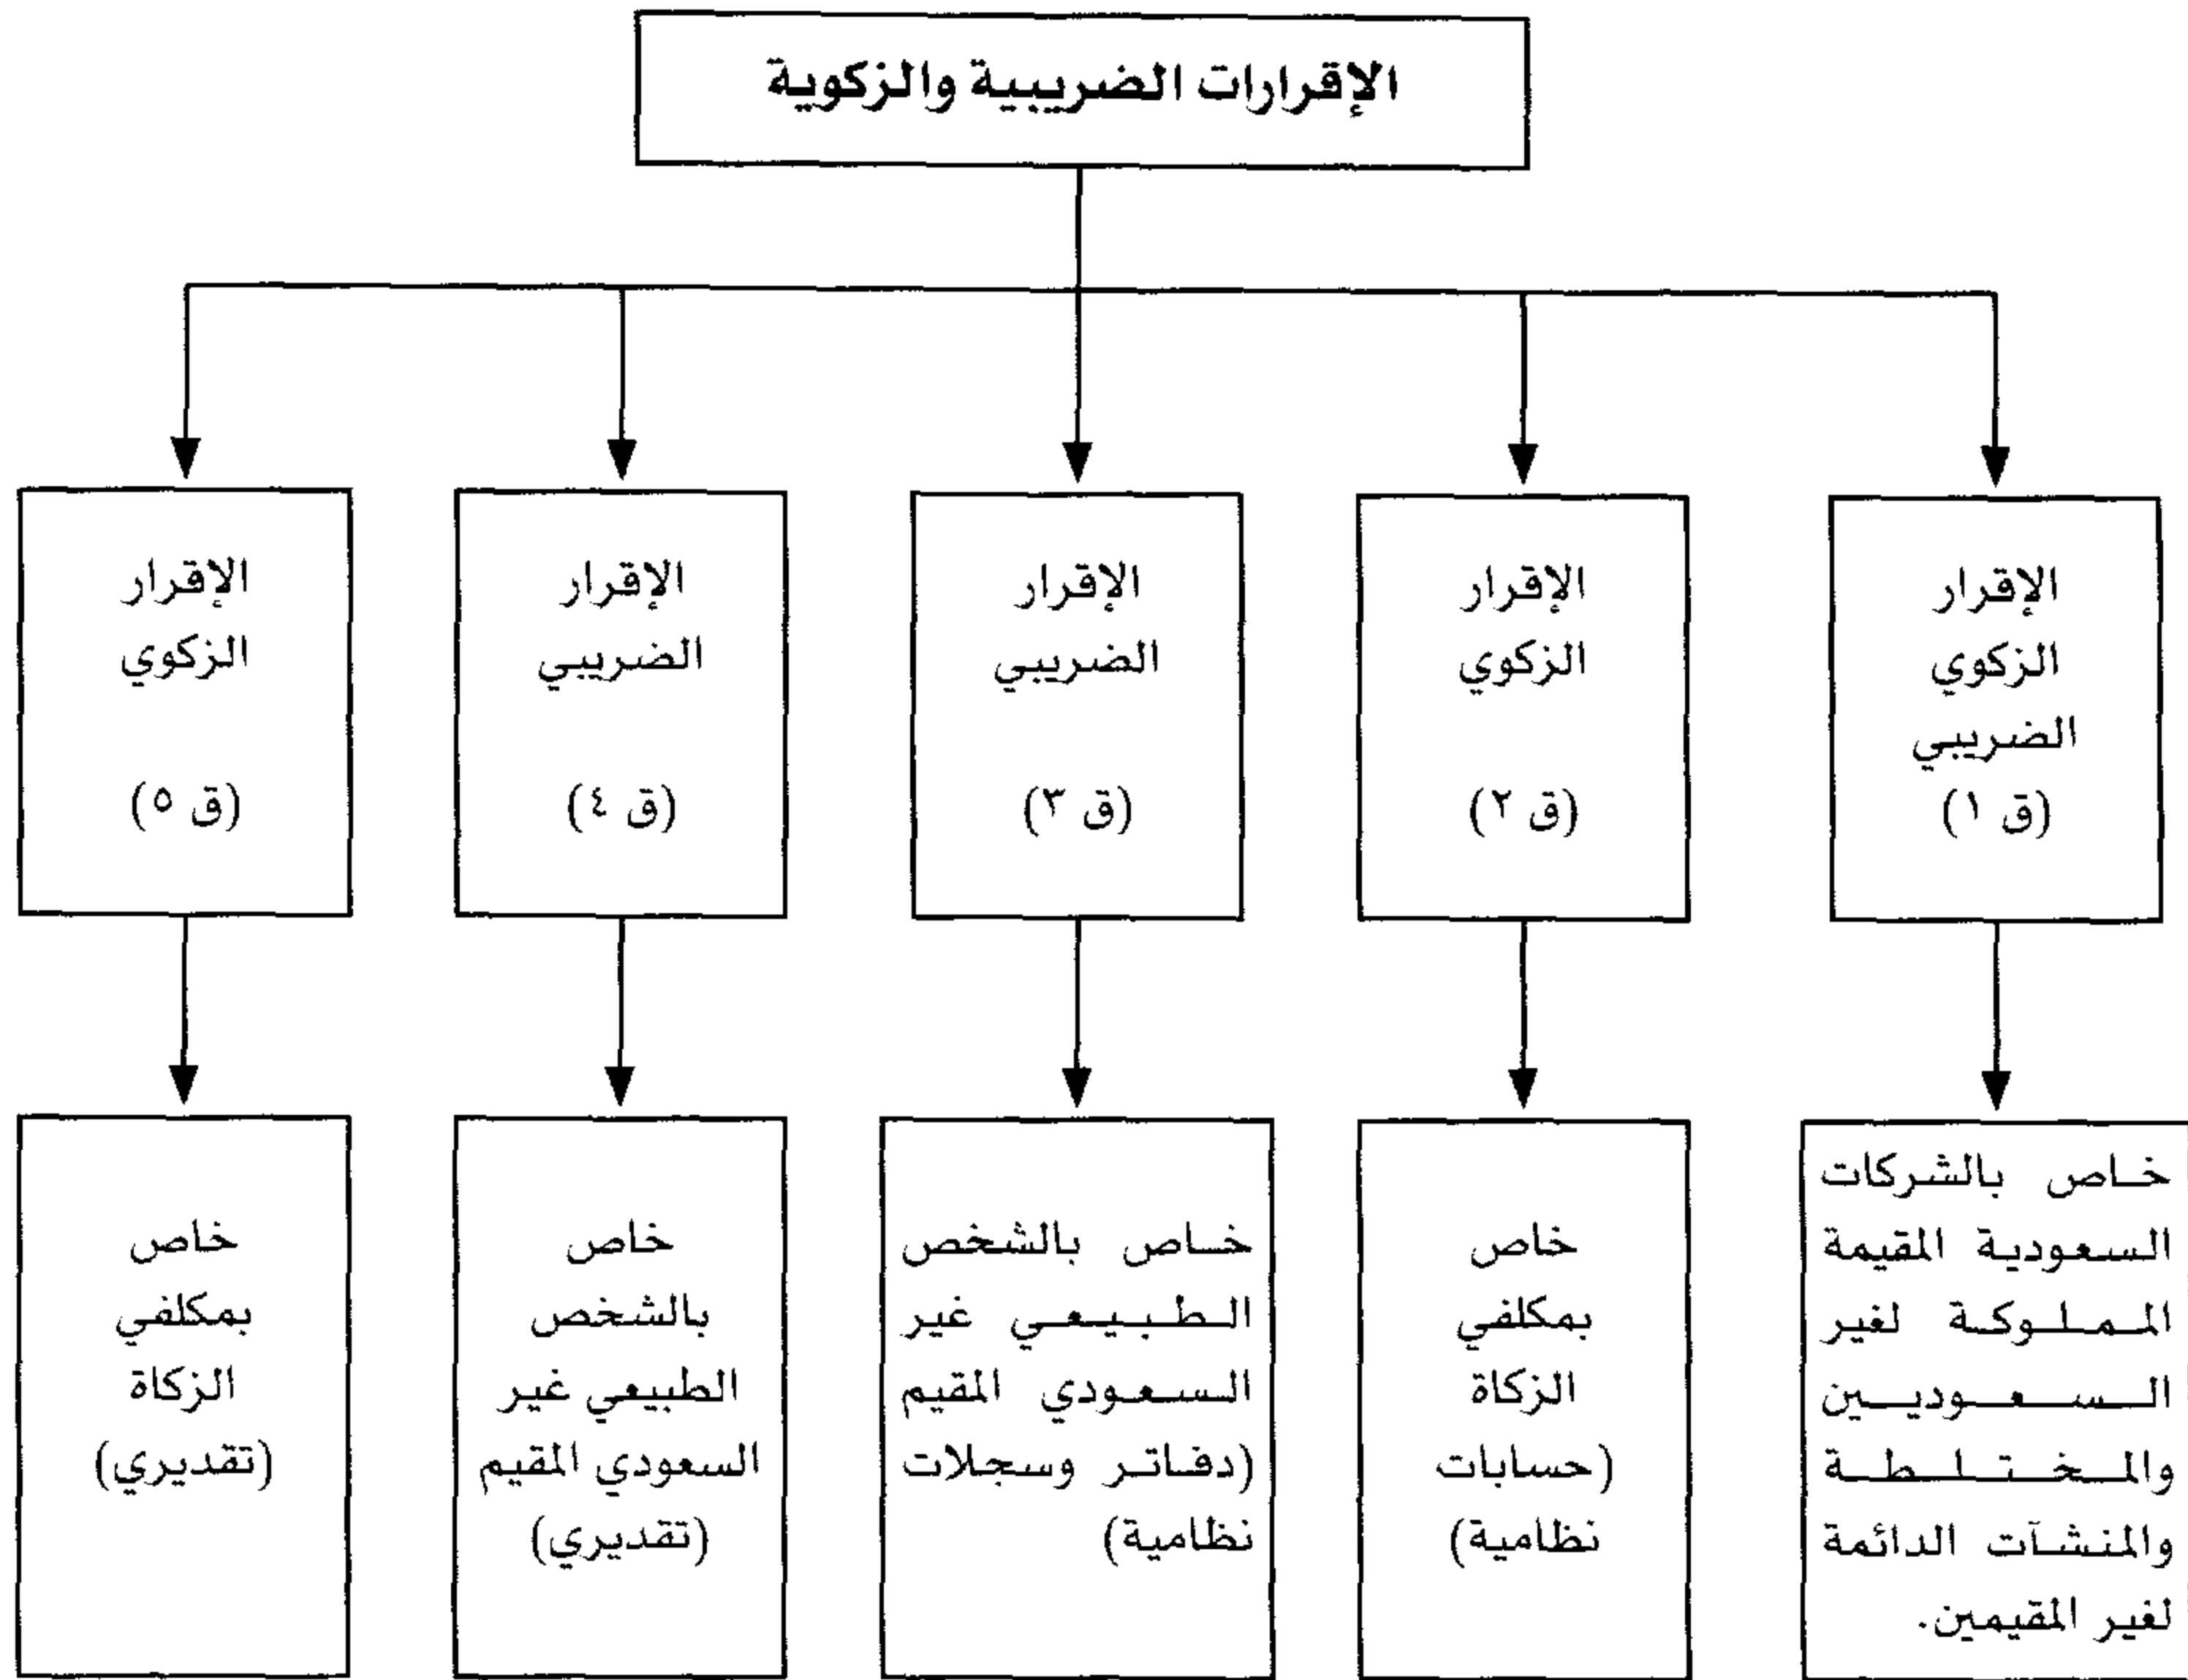 الإقرارات الضريبية والزكوية
الإقرار
الزكوي
الضريبي
(ق ١)
الإقرار
الزكوي
(ق ٢)
الإقرار
الضريبي
(ق ٣)
الإقرار
الضريبي
(ق ٤)
الإقرار
الزكوي
(ق ٥)
خاص بالشركات
السعودية المقيمة
المملوكة لغير
السعوديين
والمختلطة
والمنشآت الدائمة
لغير المقيمين.
خاص
بمكلفي
الزكاة
(حسابات
نظامية)
خاص بالشخص
الطبيعي غير
السعودي المقيم
(دفاتر وسجلات
نظامية)
خاص
بالشخص
الطبيعي غير
السعودي المقيم
(تقديري)
خاص
بمكلفي
الزكاة
(تقديري)